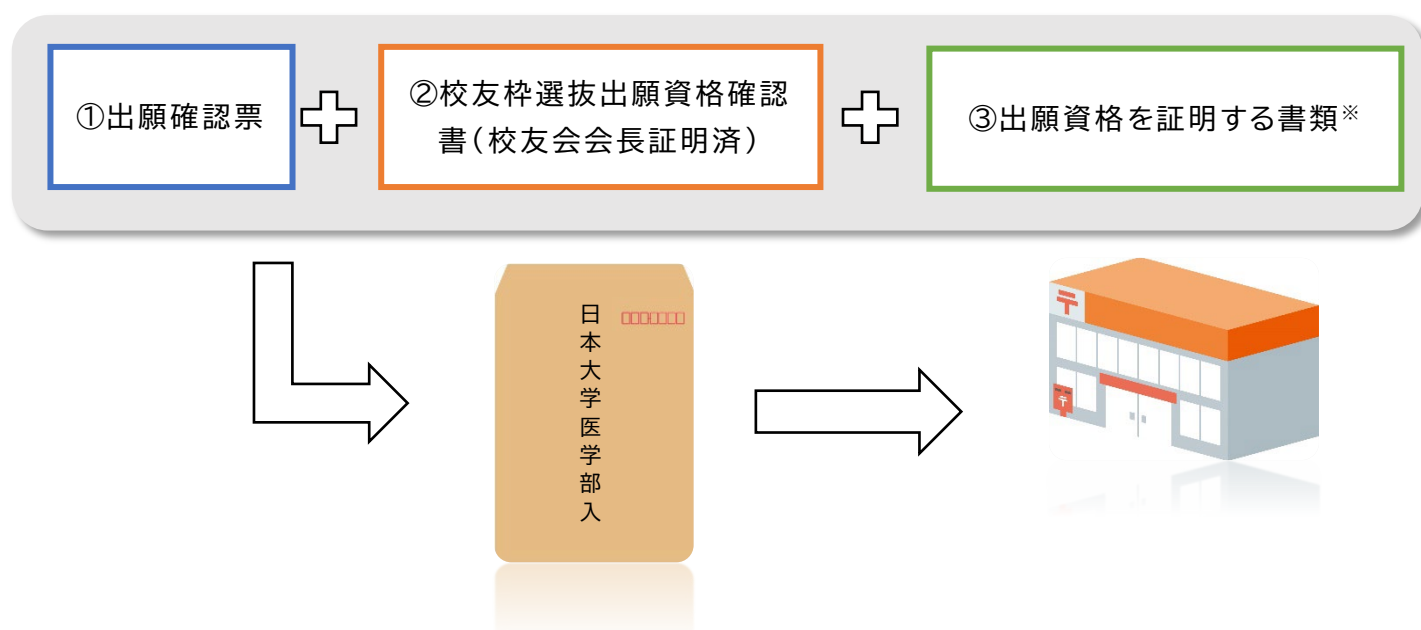 ①出願確認票
②校友枠選抜出願資格確認
書(校友会会長証明済)
③出願資格を証明する書類※
日本大学医学部入
〒
〒